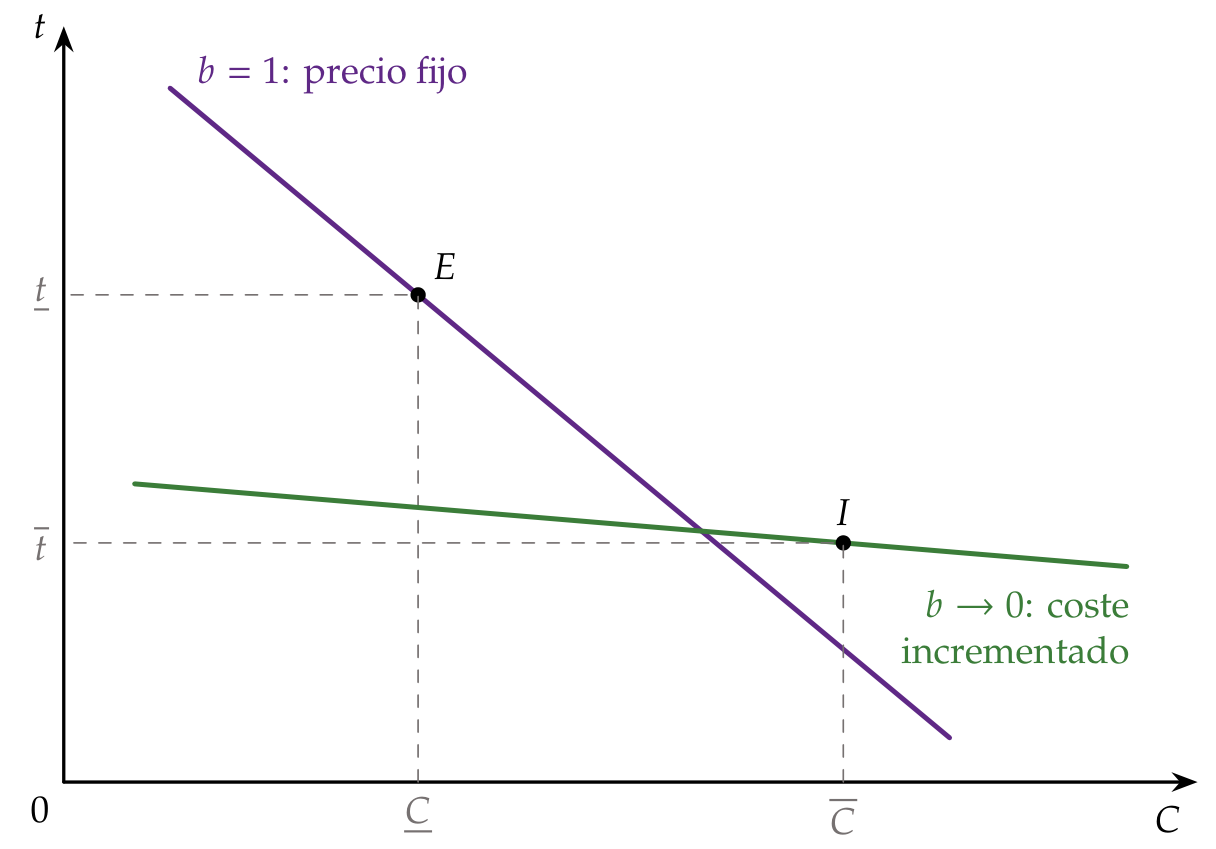 t
b = 1: precio fijo
E
t̲
I
t̅
b → 0: coste
incrementado
0
C̲
C̅
C